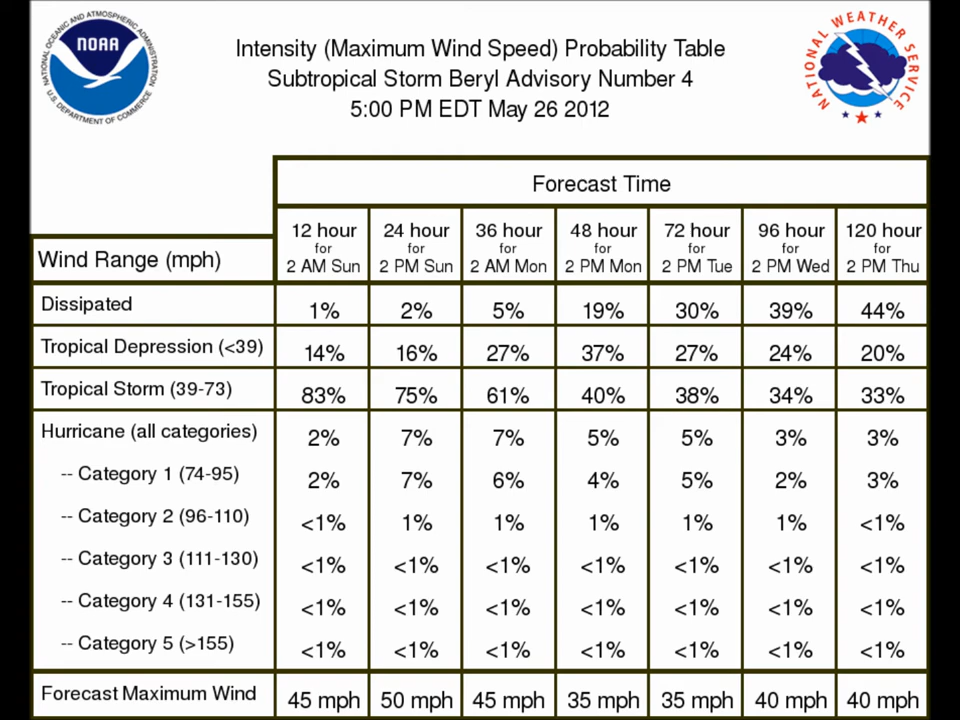 NATIONAL OCEANIC AND ATMOSPHERIC ADMINISTRATION
NOAA
U.S. DEPARTMENT OF COMMERCE
Intensity (Maximum Wind Speed) Probability Table
Subtropical Storm Beryl Advisory Number 4
5:00 PM EDT May 26 2012
NATIONAL WEATHER SERVICE
Forecast Time
Wind Range (mph)
12 hour for 2 AM Sun
24 hour for 2 PM Sun
36 hour for 2 AM Mon
48 hour for 2 PM Mon
72 hour for 2 PM Tue
96 hour for 2 PM Wed
120 hour for 2 PM Thu
Dissipated 1% 2% 5% 19% 30% 39% 44%
Tropical Depression (<39) 14% 16% 27% 37% 27% 24% 20%
Tropical Storm (39-73) 83% 75% 61% 40% 38% 34% 33%
Hurricane (all categories) 2% 7% 7% 5% 5% 3% 3%
-- Category 1 (74-95) 2% 7% 6% 4% 5% 2% 3%
-- Category 2 (96-110) <1% 1% 1% 1% 1% 1% <1%
-- Category 3 (111-130) <1% <1% <1% <1% <1% <1% <1%
-- Category 4 (131-155) <1% <1% <1% <1% <1% <1% <1%
-- Category 5 (>155) <1% <1% <1% <1% <1% <1% <1%
Forecast Maximum Wind 45 mph 50 mph 45 mph 35 mph 35 mph 40 mph 40 mph